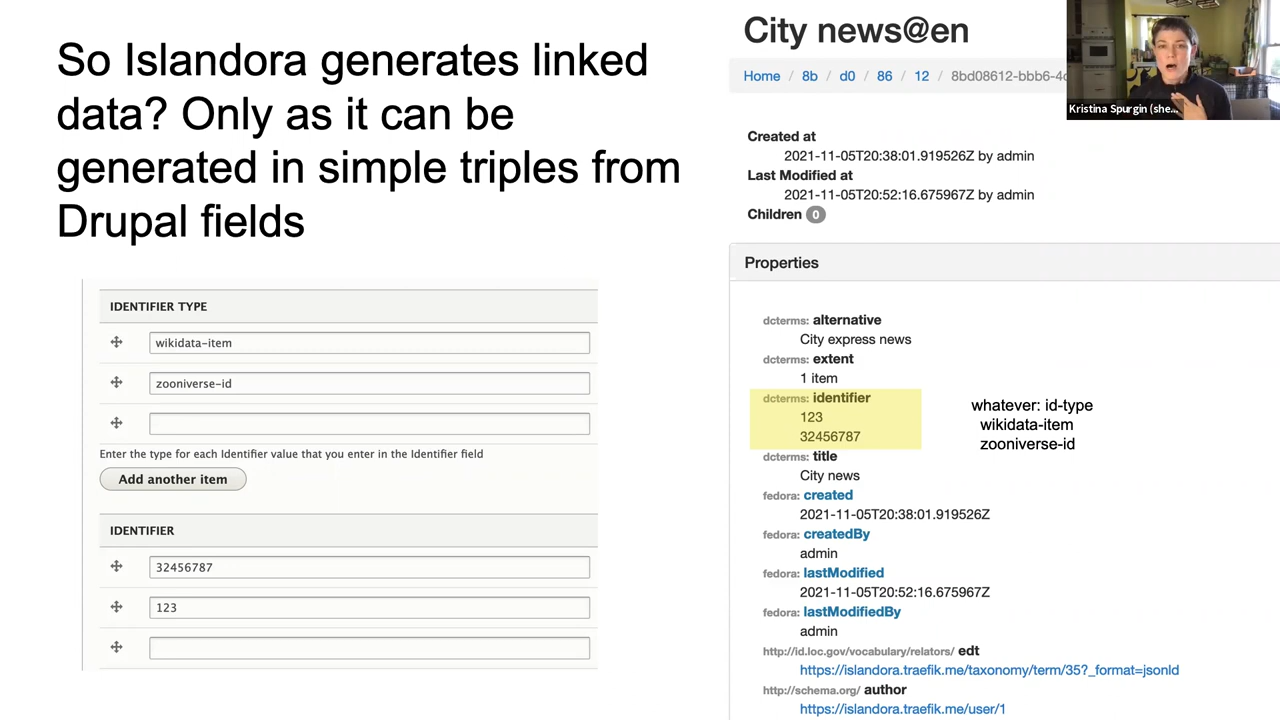 So Islandora generates linked
data? Only as it can be
generated in simple triples from
Drupal fields
IDENTIFIER TYPE
wikidata-item
zooniverse-id
Enter the type for each Identifier value that you enter in the Identifier field
Add another item
IDENTIFIER
32456787
123
City news@en
Home / 8b / d0 / 86 / 12 / 8bd08612-bbb6-4c
Created at
2021-11-05T20:38:01.919526Z by admin
Last Modified at
2021-11-05T20:52:16.675967Z by admin
Children 0
Properties
dcterms: alternative
City express news
dcterms: extent
1 item
dcterms: identifier
123
32456787
dcterms: title
City news
fedora: created
2021-11-05T20:38:01.919526Z
fedora: createdBy
admin
fedora: lastModified
2021-11-05T20:52:16.675967Z
fedora: lastModifiedBy
admin
http://id.loc.gov/vocabulary/relators/ edt
https://islandora.traefik.me/taxonomy/term/35?_format=jsonld
http://schema.org/ author
https://islandora.traefik.me/user/1
whatever: id-type
wikidata-item
zooniverse-id
Kristina Spurgin (she...